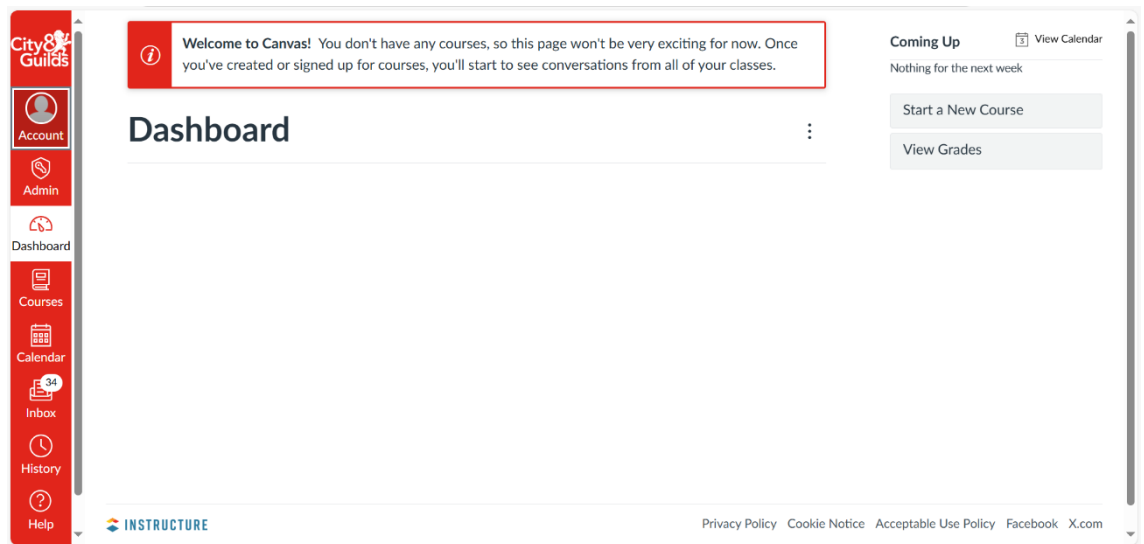 City&
Guilds
Account
Admin
Dashboard
Courses
Calendar
34
Inbox
History
Help
Welcome to Canvas! You don't have any courses, so this page won't be very exciting for now. Once
you've created or signed up for courses, you'll start to see conversations from all of your classes.
Dashboard
Coming Up
3 View Calendar
Nothing for the next week
Start a New Course
View Grades
INSTRUCTURE
Privacy Policy Cookie Notice Acceptable Use Policy Facebook X.com